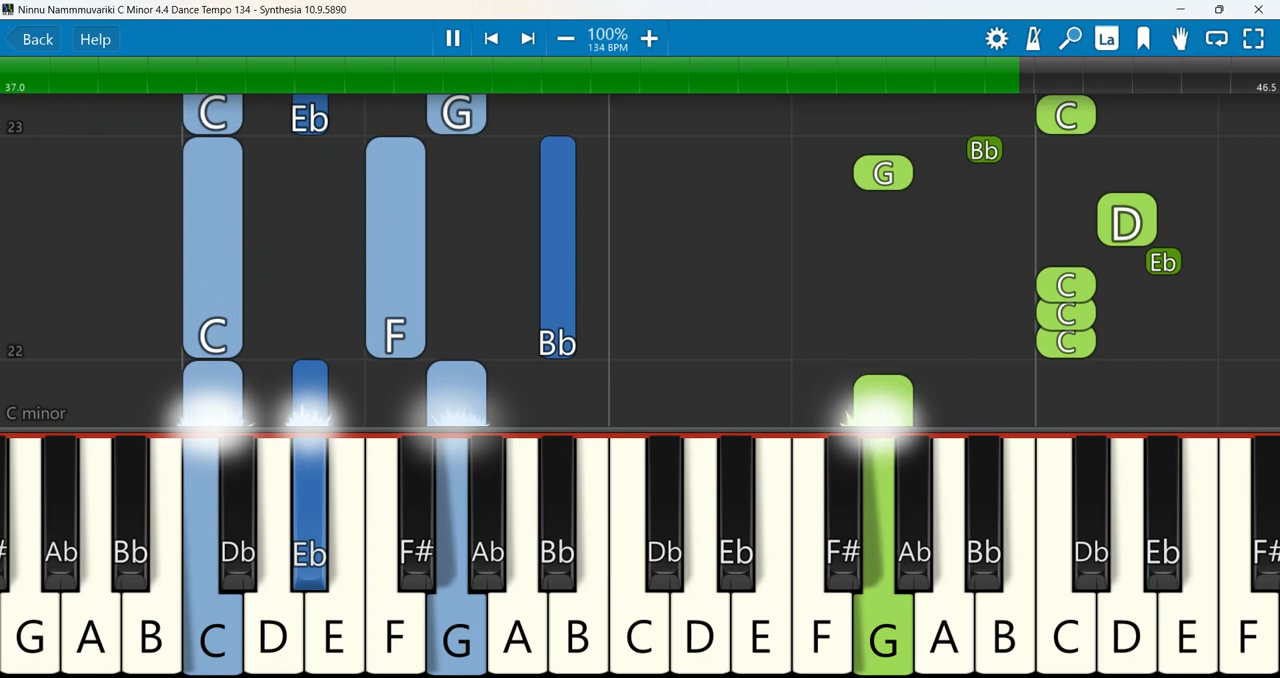 Ninnu Nammmuvariki C Minor 4.4 Dance Tempo 134 - Synthesia 10.9.5890
Back Help 100% La
134 BPM
37.0 46.5
C Eb G C
23
Bb
G
D
Eb
C
C
C F Bb C
22
C minor
Ab Bb Db Eb F# Ab Bb Db Eb F# Ab Bb Db Eb F#
G A B C D E F G A B C D E F G A B C D E F